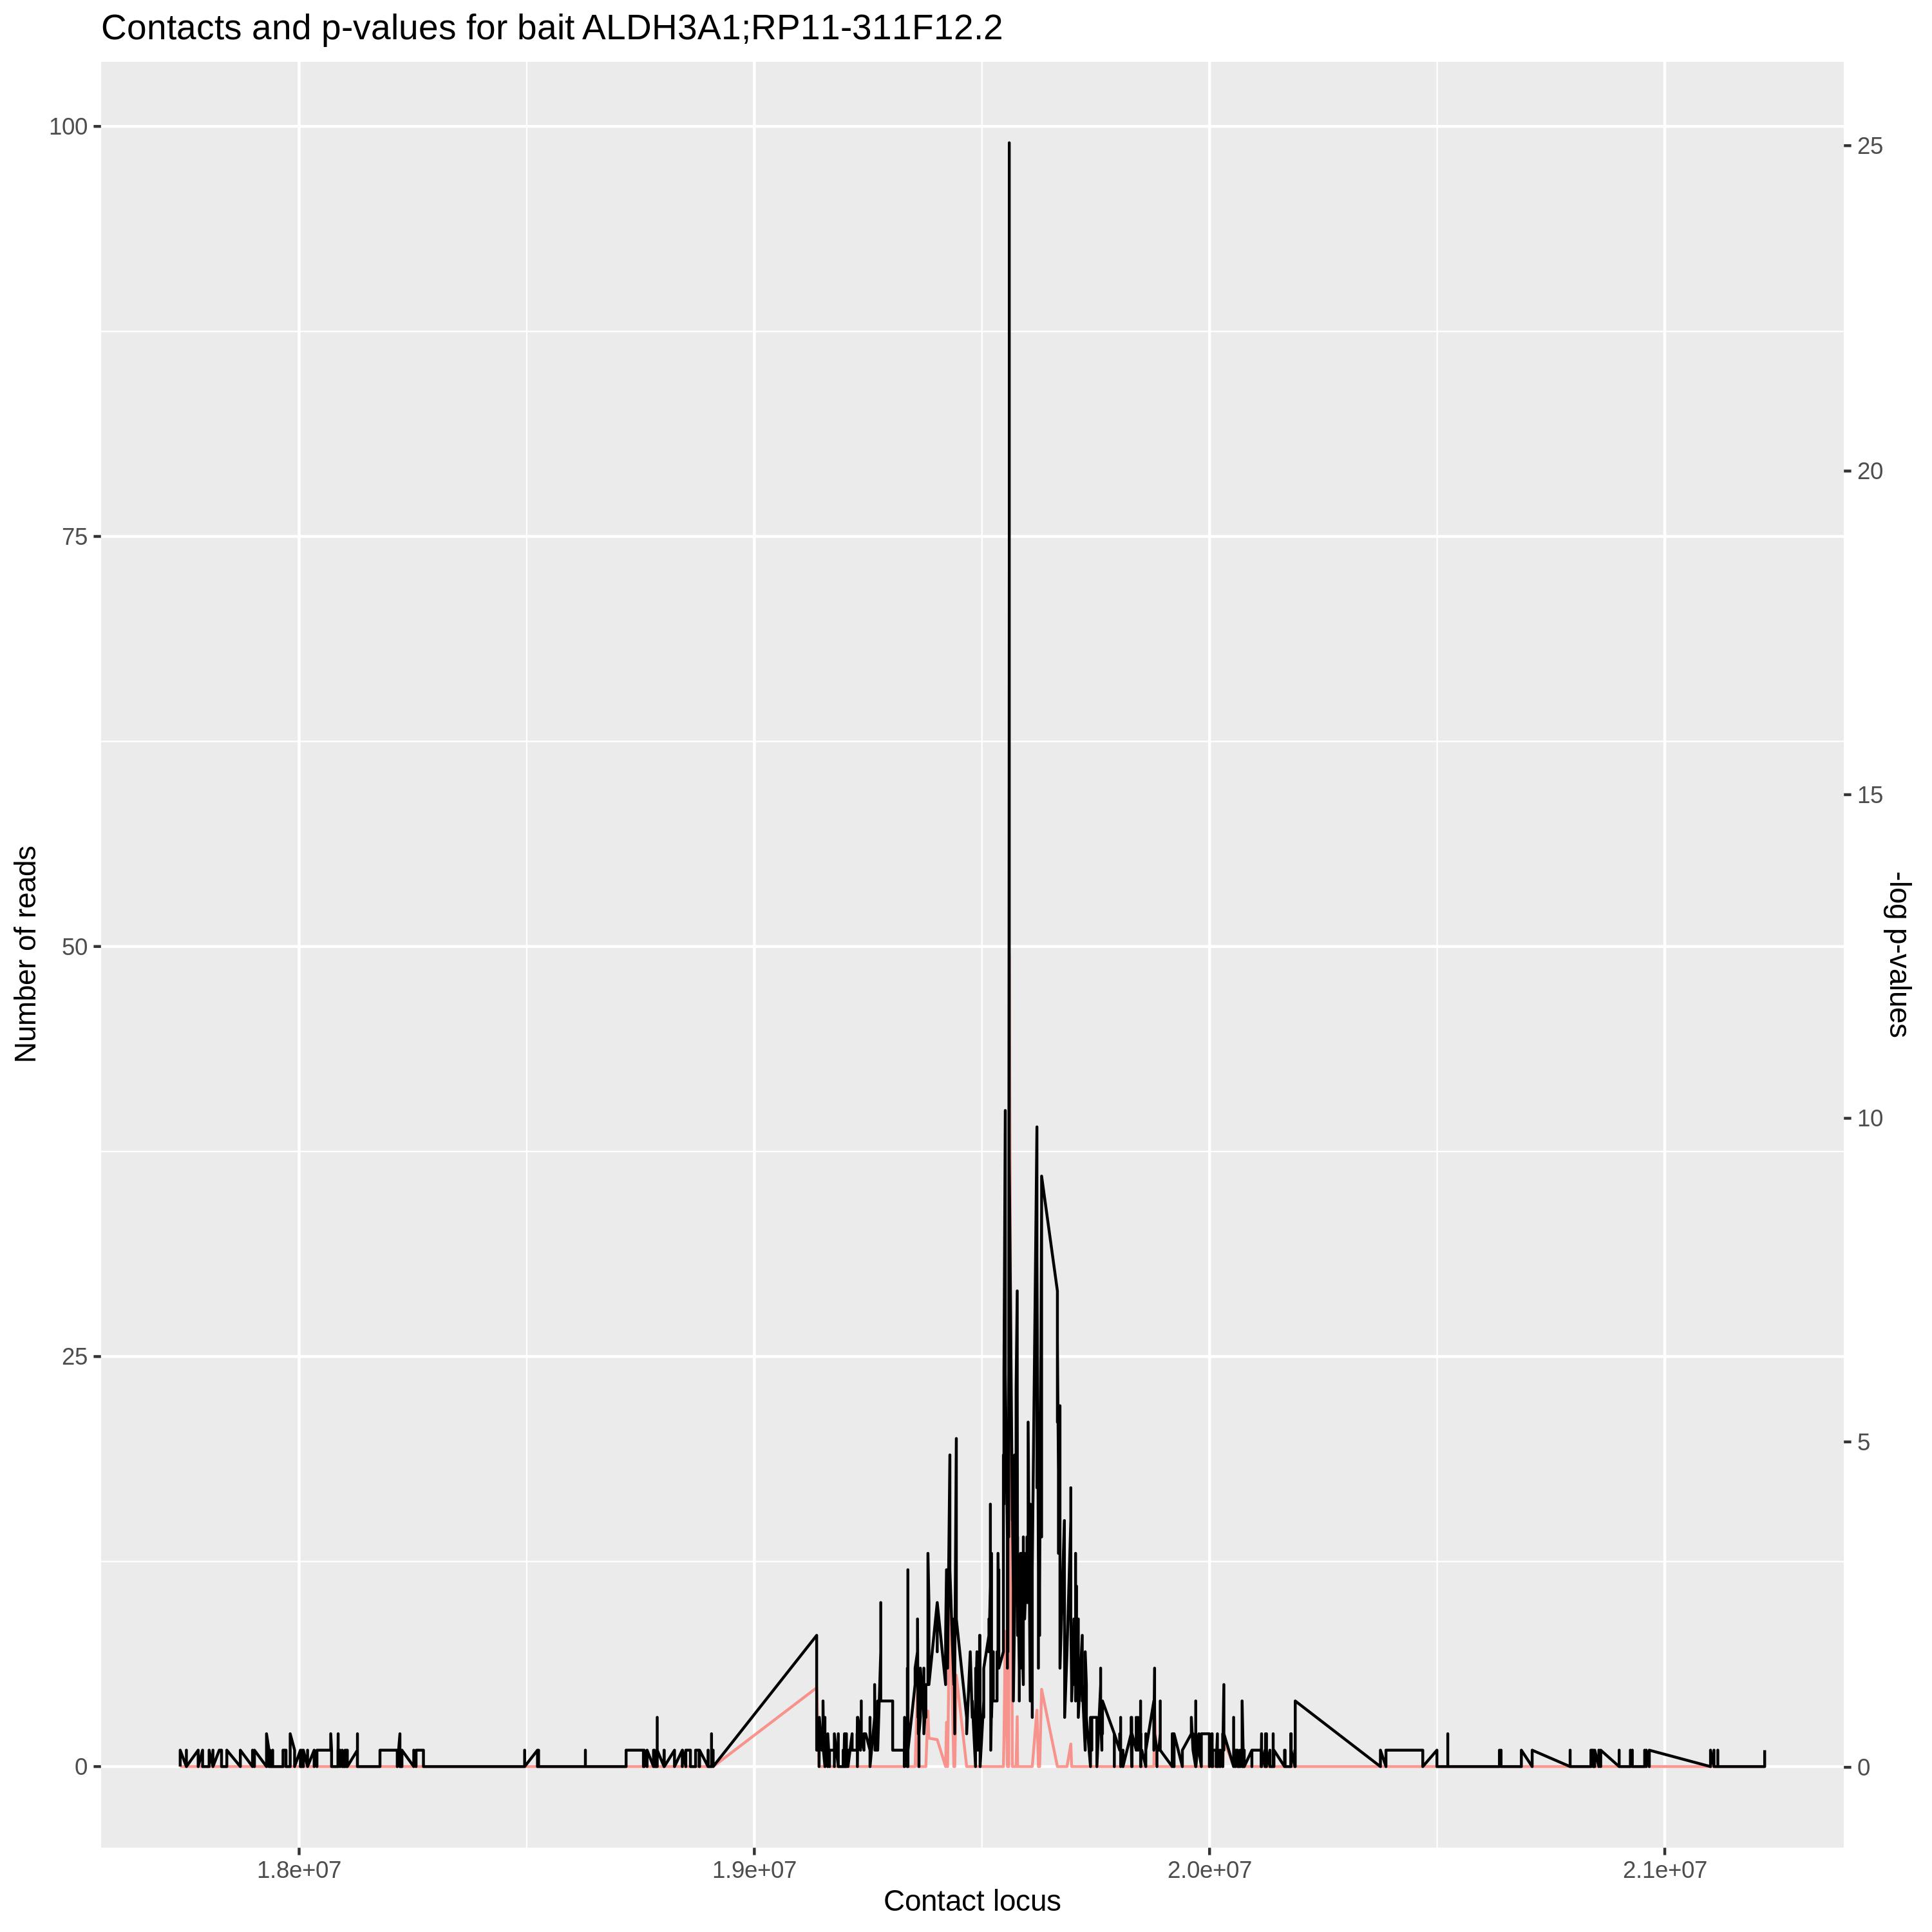 Contacts and p-values for bait ALDH3A1;RP11-311F12.2
100
75
50
25
0
Number of reads
25
20
15
10
5
0
-log p-values
1.8e+07
1.9e+07
2.0e+07
2.1e+07
Contact locus